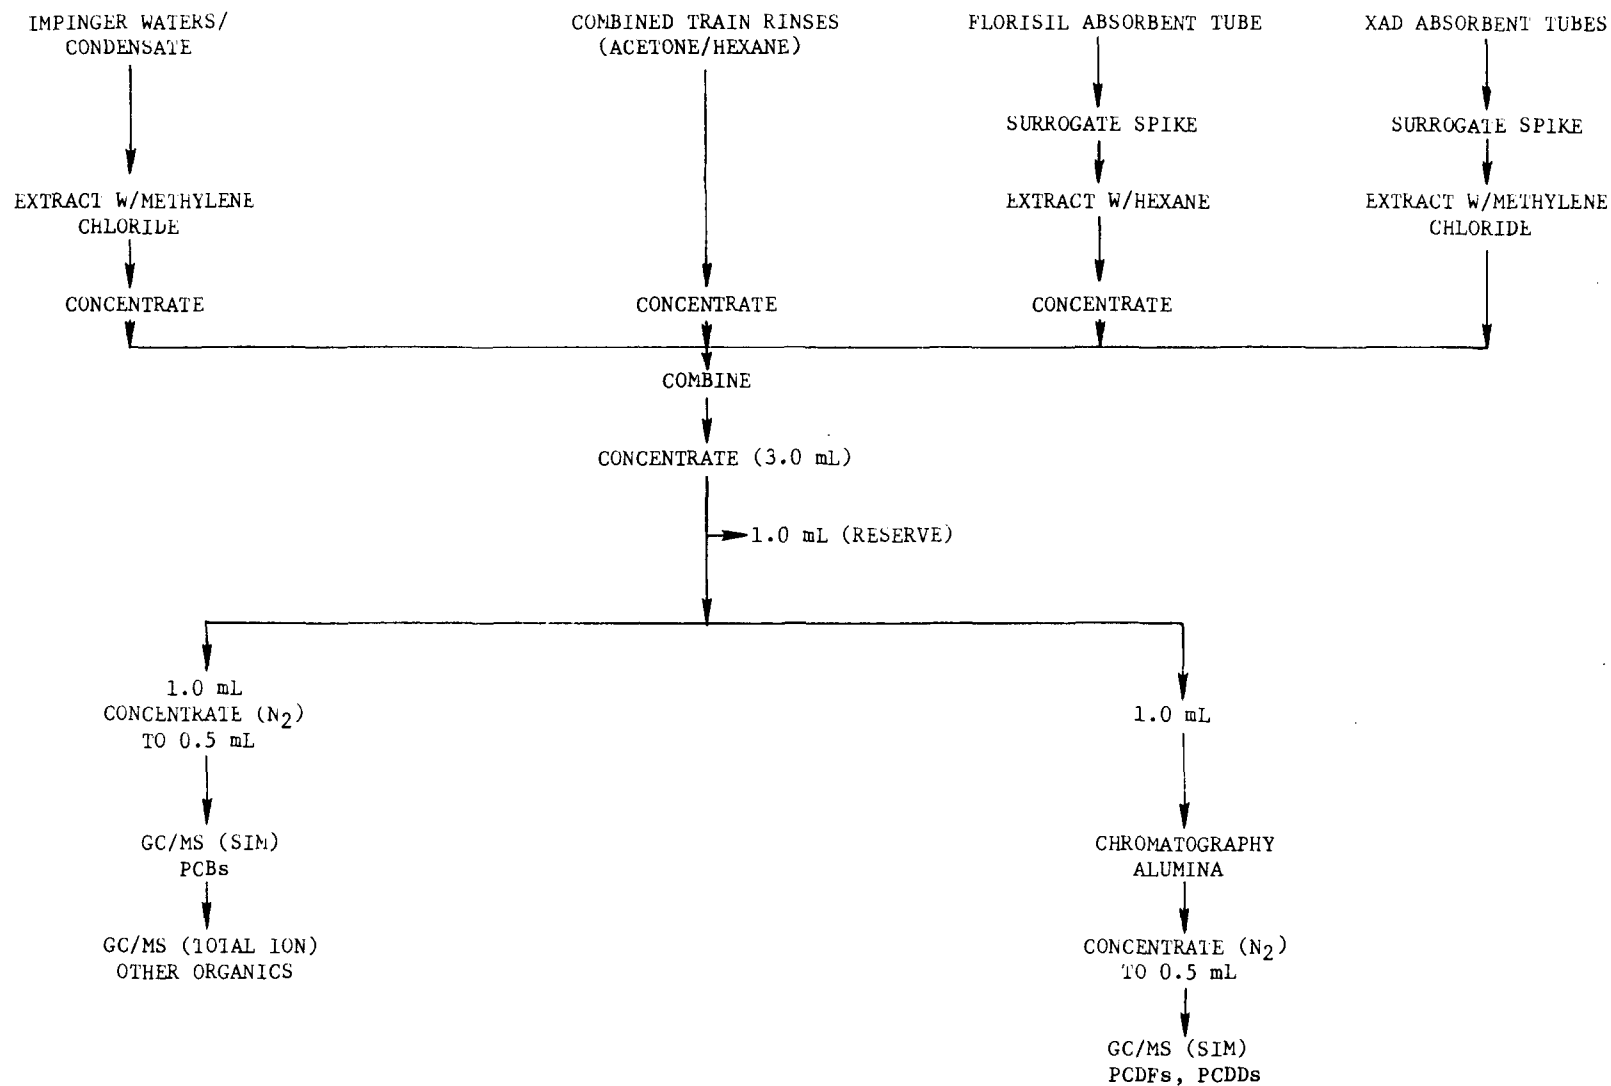 IMPINGER WATERS/
CONDENSATE
COMBINED TRAIN RINSES
(ACETONE/HEXANE)
FLORISIL ABSORBENT TUBE
XAD ABSORBENT TUBES
SURROGATE SPIKE
SURROGATE SPIKE
EXTRACT W/METHYLENE
CHLORIDE
EXTRACT W/HEXANE
EXTRACT W/METHYLENE
CHLORIDE
CONCENTRATE
CONCENTRATE
CONCENTRATE
COMBINE
CONCENTRATE (3.0 mL)
1.0 mL (RESERVE)
1.0 mL
CONCENTRATE (N2)
TO 0.5 mL
1.0 mL
GC/MS (SIM)
PCBs
CHROMATOGRAPHY
ALUMINA
GC/MS (TOTAL ION)
OTHER ORGANICS
CONCENTRATE (N2)
TO 0.5 mL
GC/MS (SIM)
PCDFs, PCDDs